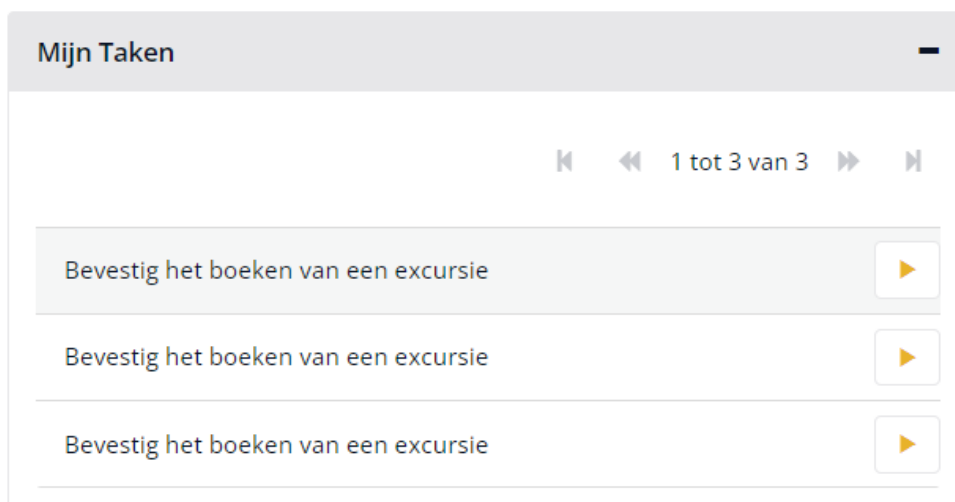 Mijn Taken
1 tot 3 van 3
Bevestig het boeken van een excursie
Bevestig het boeken van een excursie
Bevestig het boeken van een excursie